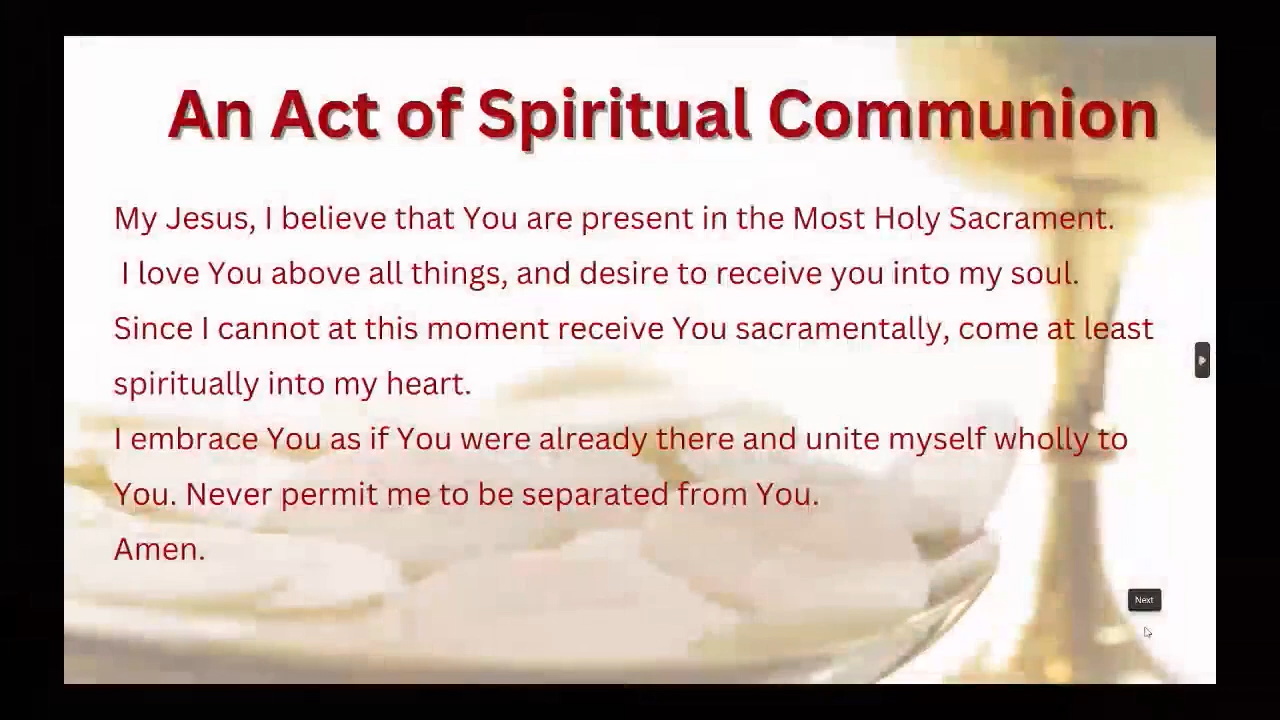 An Act of Spiritual Communion
My Jesus, I believe that You are present in the Most Holy Sacrament.
I love You above all things, and desire to receive you into my soul.
Since I cannot at this moment receive You sacramentally, come at least
spiritually into my heart.
I embrace You as if You were already there and unite myself wholly to
You. Never permit me to be separated from You.
Amen.
Next